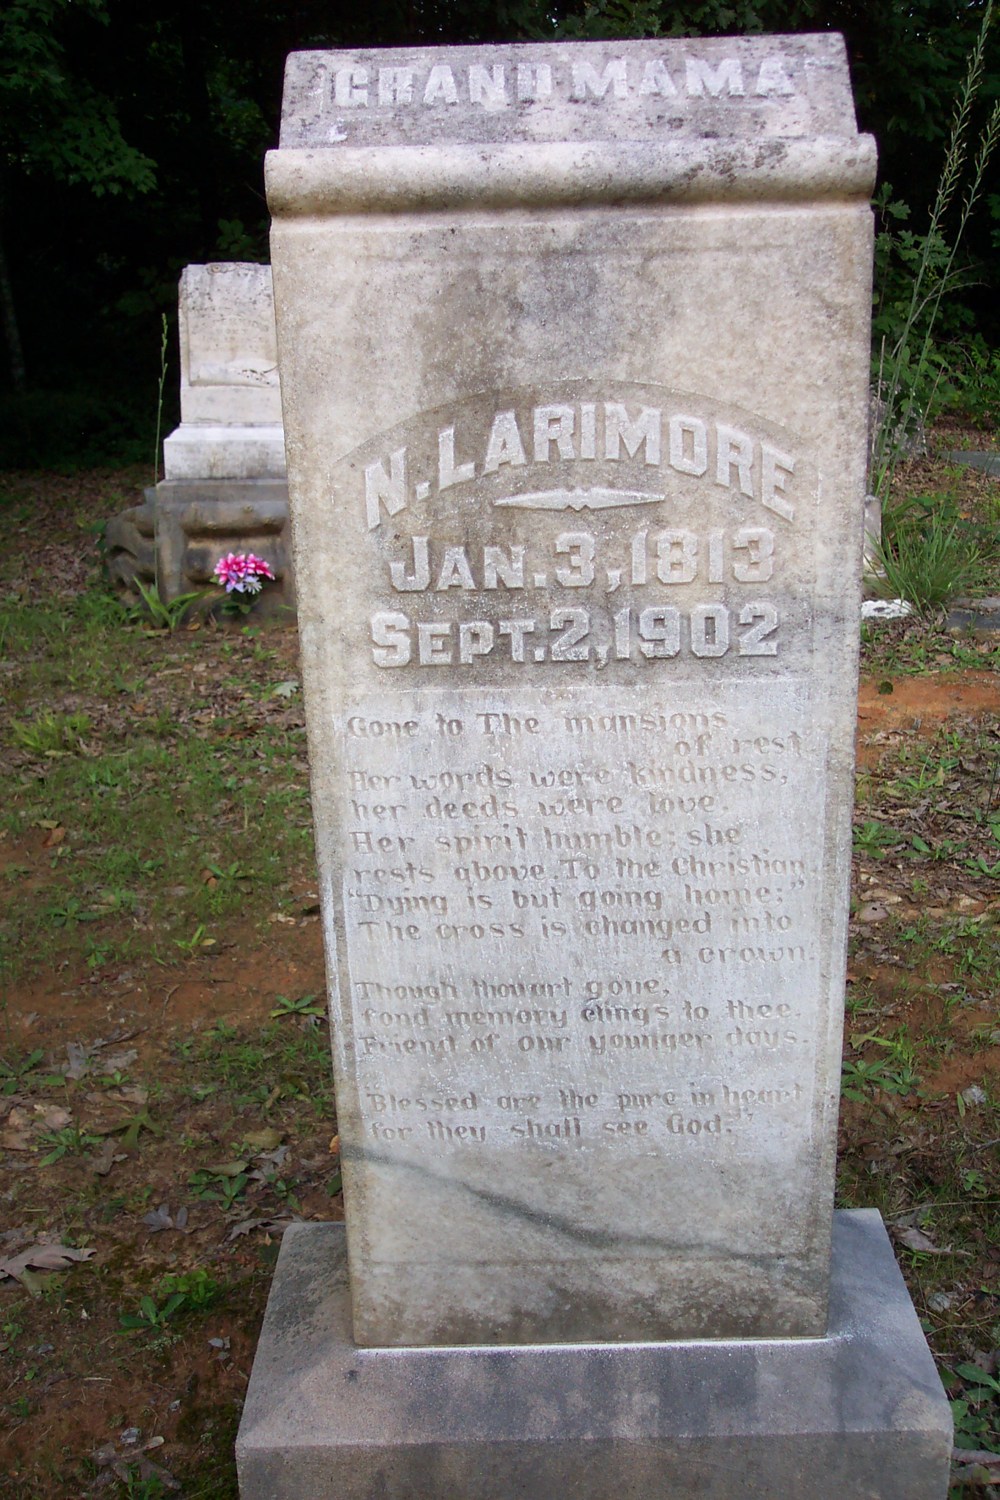 GRAND MAMA
N. LARIMORE
JAN. 3, 1813
SEPT. 2, 1902
Gone to The mansions
of rest
Her words were kindness,
her deeds were love.
Her spirit humble; she
rests above. To the Christian.
"Dying is but going home;"
The cross is changed into
a crown.
Though thou art gone,
fond memory clings to thee.
Friend of our younger days.
"Blessed are the pure in heart
for they shall see God."